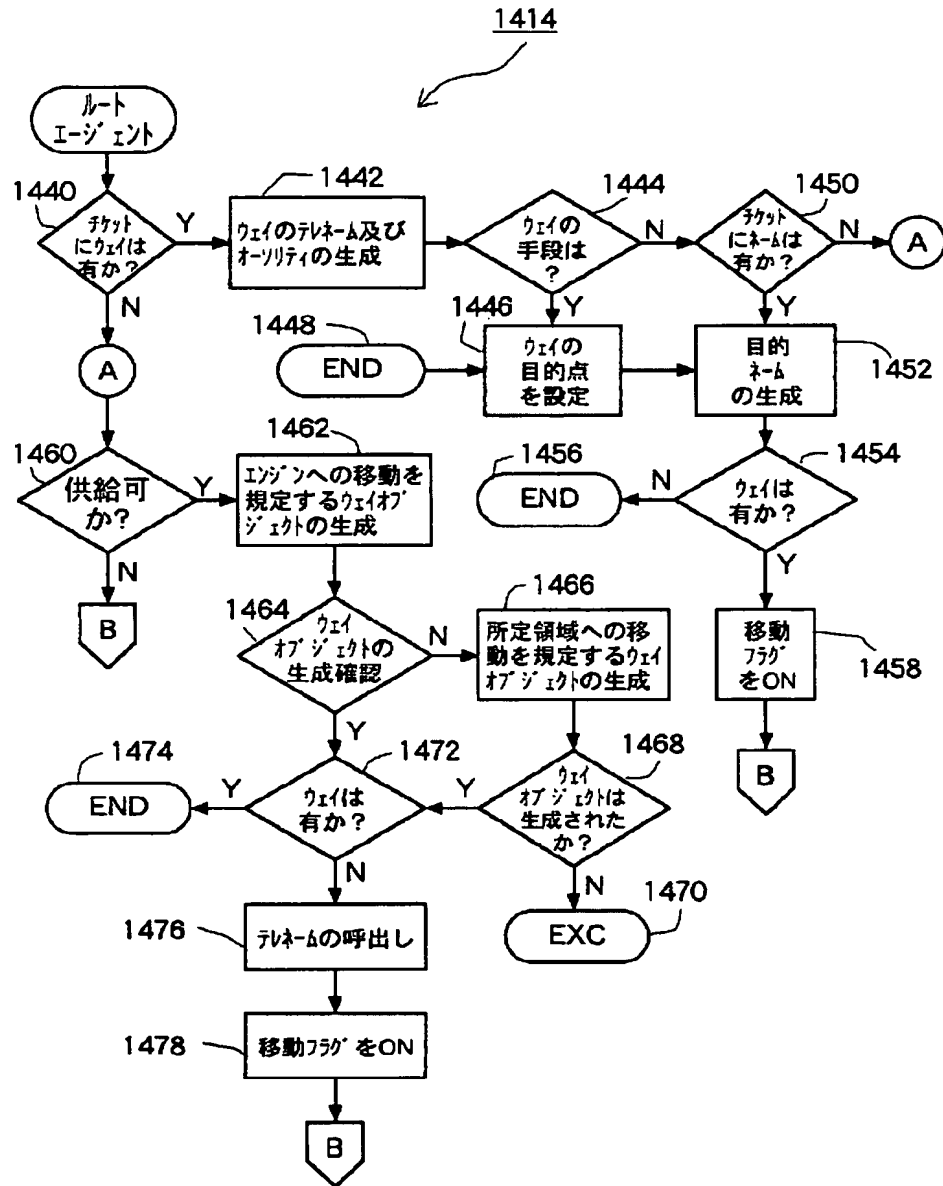 1414
ルート
エージェント
1440
チケット
にウェイは
有か?
Y
N
1442
ウェイのテレネーム及び
オーソリティの生成
1444
ウェイの
手段は
?
N
Y
1450
チケット
にネームは
有か?
N
Y
A
A
1448
END
1446
ウェイの
目的点
を設定
目的
ネーム
の生成
1452
1460
供給可
か?
Y
N
B
1462
エンジンへの移動を
規定するウェイオブ
ジェクトの生成
1456
END
N
1454
ウェイは
有か?
Y
1464
ウェイ
オブジェクトの
生成確認
N
Y
1466
所定領域への移
動を規定するウェイ
オブジェクトの生成
移動
フラグ
をON
1458
B
1474
END
Y
1472
ウェイは
有か?
N
Y
1468
ウェイ
オブジェクトは
生成された
か?
N
1470
EXC
1476
テレネームの呼出し
1478
移動フラグをON
B